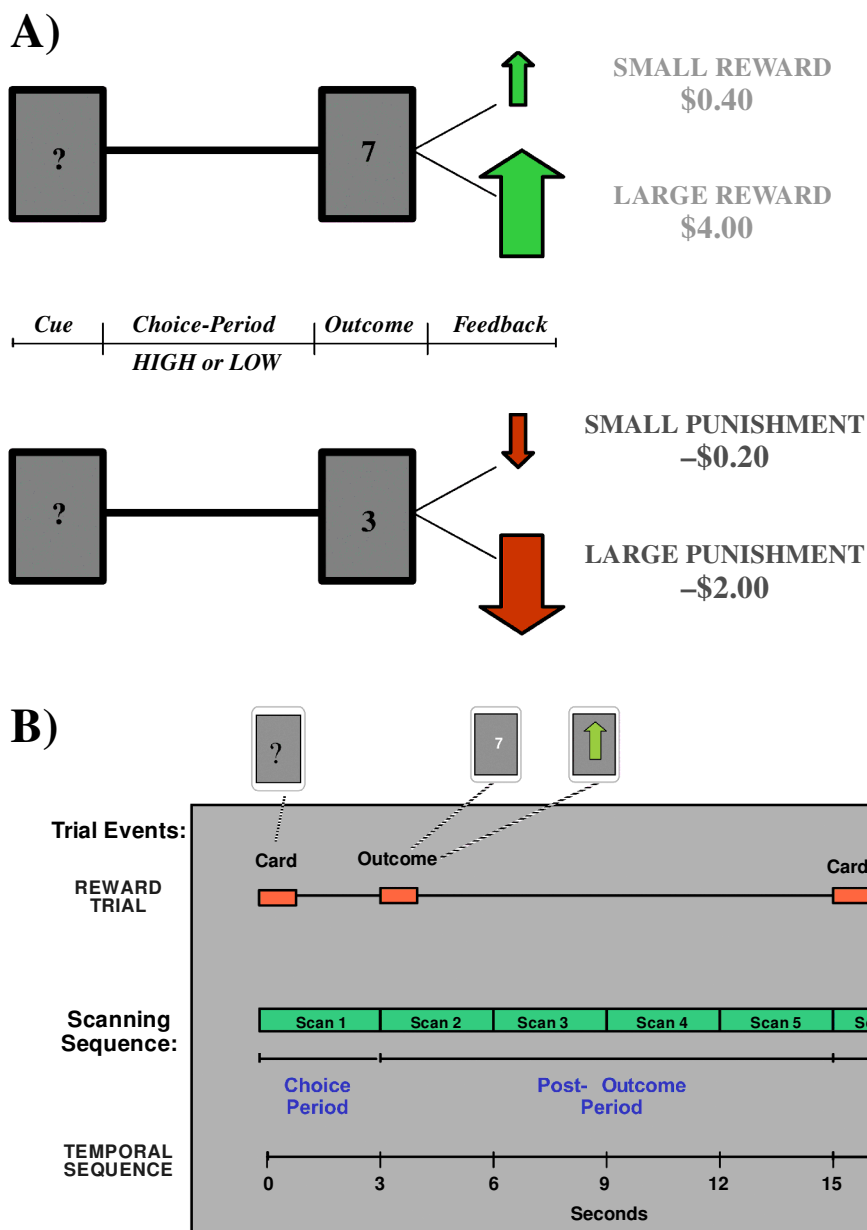 A)
SMALL REWARD
$0.40
?
7
LARGE REWARD
$4.00
Cue
Choice-Period
Outcome
Feedback
HIGH or LOW
SMALL PUNISHMENT
–$0.20
?
3
LARGE PUNISHMENT
–$2.00
B)
?
7
Trial Events:
Card
Outcome
Card
REWARD
TRIAL
Scanning
Sequence:
Scan 1
Scan 2
Scan 3
Scan 4
Scan 5
Choice
Period
Post- Outcome
Period
TEMPORAL
SEQUENCE
0
3
6
9
12
15
Seconds